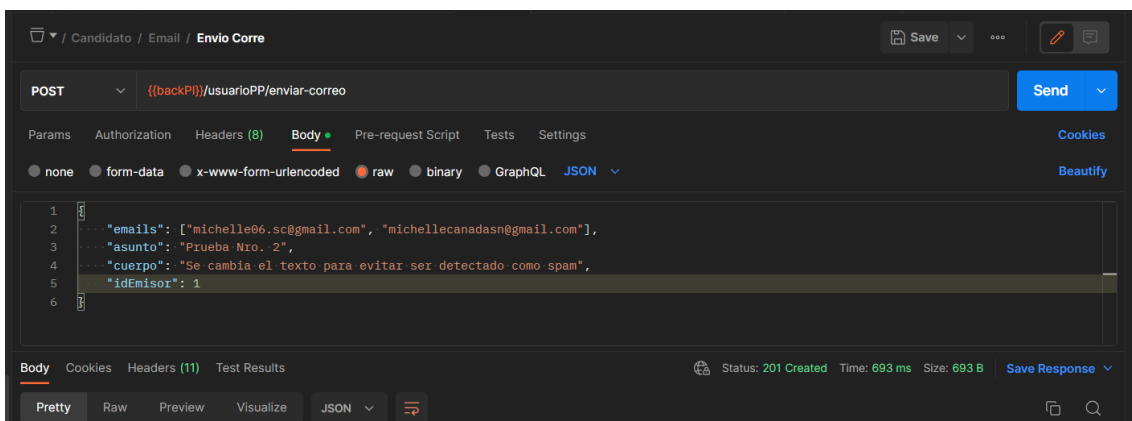 / Candidato / Email / Envio Corre
Save
POST {{backPI}}/usuarioPP/enviar-correo Send
Params Authorization Headers (8) Body Pre-request Script Tests Settings Cookies
none form-data x-www-form-urlencoded raw binary GraphQL JSON Beautify
1 {
2 "emails": ["michelle06.sc@gmail.com", "michellecanadasn@gmail.com"],
3 "asunto": "Prueba Nro. 2",
4 "cuerpo": "Se cambia el texto para evitar ser detectado como spam",
5 "idEmisor": 1
6 }
Body Cookies Headers (11) Test Results Status: 201 Created Time: 693 ms Size: 693 B Save Response
Pretty Raw Preview Visualize JSON